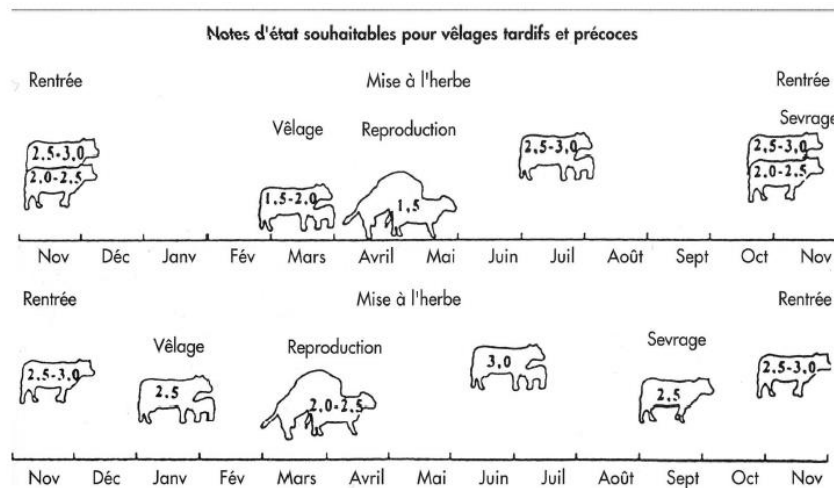 Notes d'état souhaitables pour vêlages tardifs et précoces
Rentrée Mise à l'herbe Rentrée
Vêlage Reproduction Sevrage
2,5-3,0 2,5-3,0 2,5-3,0
2,0-2,5 1,5-2,0 1,5 2,0-2,5
Nov Déc Janv Fév Mars Avril Mai Juin Juil Août Sept Oct Nov
Rentrée Mise à l'herbe Rentrée
Vêlage Reproduction Sevrage
2,5-3,0 3,0 2,5-3,0
2,5 2,0-2,5 2,5
Nov Déc Janv Fév Mars Avril Mai Juin Juil Août Sept Oct Nov